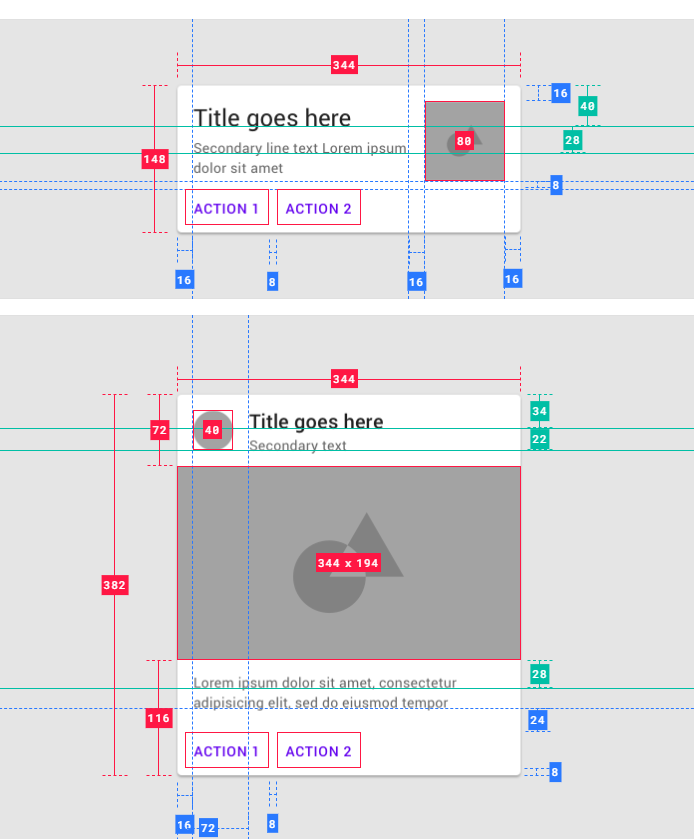 344
16
40
Title goes here
80
28
Secondary line text Lorem ipsum
148
dolor sit amet
8
ACTION 1 ACTION 2
16 8 16 16
344
34
Title goes here
72 40
22
Secondary text
344 x 194
382
28
Lorem ipsum dolor sit amet, consectetur
adipisicing elit, sed do eiusmod tempor
116 24
ACTION 1 ACTION 2
8
16 72 8